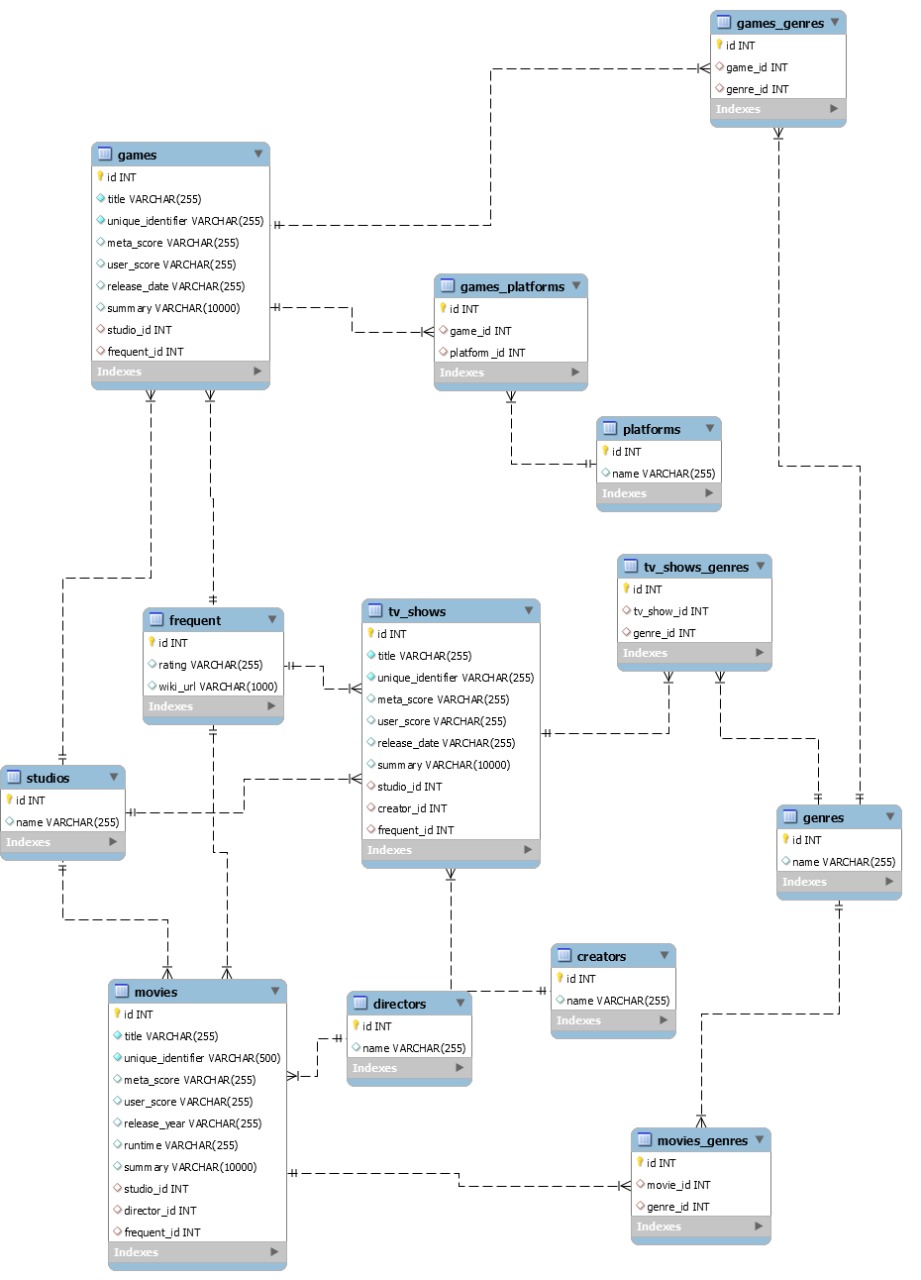 games_genres
id INT
game_id INT
genre_id INT
Indexes
games
id INT
title VARCHAR(255)
unique_identifier VARCHAR(255)
meta_score VARCHAR(255)
user_score VARCHAR(255)
release_date VARCHAR(255)
summary VARCHAR(10000)
studio_id INT
frequent_id INT
Indexes
games_platforms
id INT
game_id INT
platform_id INT
Indexes
platforms
id INT
name VARCHAR(255)
Indexes
tv_shows_genres
id INT
tv_show_id INT
genre_id INT
Indexes
frequent
id INT
rating VARCHAR(255)
wiki_url VARCHAR(1000)
Indexes
tv_shows
id INT
title VARCHAR(255)
unique_identifier VARCHAR(255)
meta_score VARCHAR(255)
user_score VARCHAR(255)
release_date VARCHAR(255)
summary VARCHAR(10000)
studio_id INT
creator_id INT
frequent_id INT
Indexes
studios
id INT
name VARCHAR(255)
Indexes
genres
id INT
name VARCHAR(255)
Indexes
creators
id INT
name VARCHAR(255)
Indexes
movies
id INT
title VARCHAR(255)
unique_identifier VARCHAR(500)
meta_score VARCHAR(255)
user_score VARCHAR(255)
release_year VARCHAR(255)
runtime VARCHAR(255)
summary VARCHAR(10000)
studio_id INT
director_id INT
frequent_id INT
Indexes
directors
id INT
name VARCHAR(255)
Indexes
movies_genres
id INT
movie_id INT
genre_id INT
Indexes